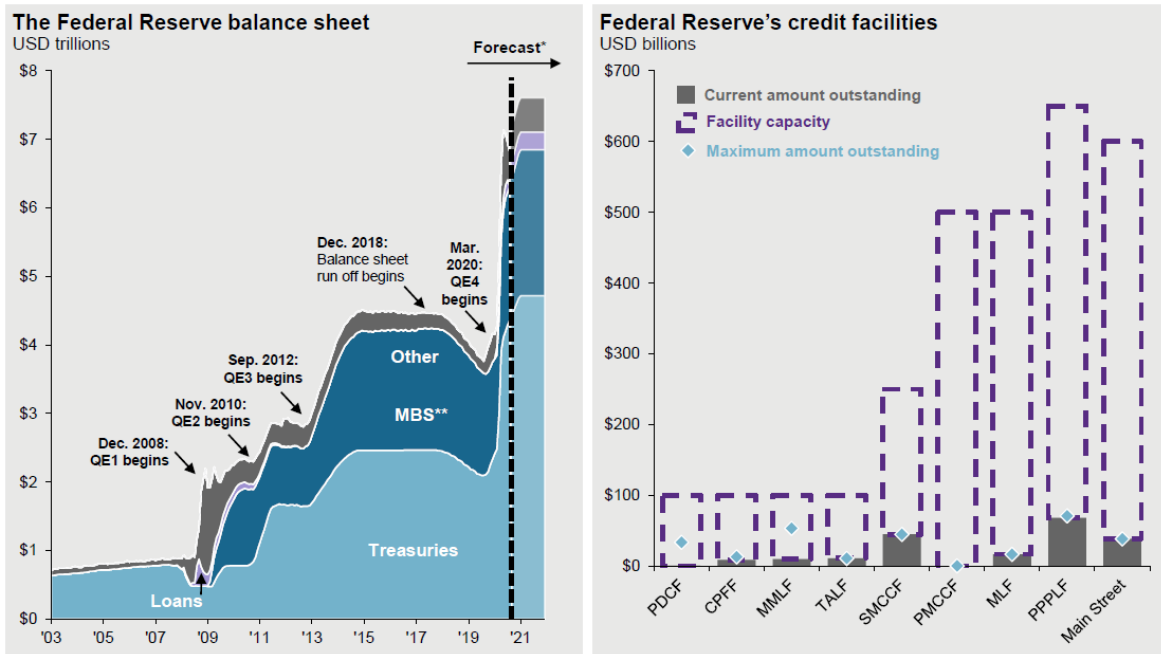 The Federal Reserve balance sheet
USD trillions
Forecast*
$8
$7
$6
$5
$4
$3
$2
$1
$0
Dec. 2008:
QE1 begins
Nov. 2010:
QE2 begins
Sep. 2012:
QE3 begins
Dec. 2018:
Balance sheet
run off begins
Mar.
2020:
QE4
begins
Other
MBS**
Treasuries
Loans
'03
'05
'07
'09
'11
'13
'15
'17
'19
'21
Federal Reserve’s credit facilities
USD billions
$700
$600
$500
$400
$300
$200
$100
$0
Current amount outstanding
Facility capacity
Maximum amount outstanding
PDCF
CPFF
MMLF
TALF
SMCCF
PMCCF
MLF
PPPLF
Main Street